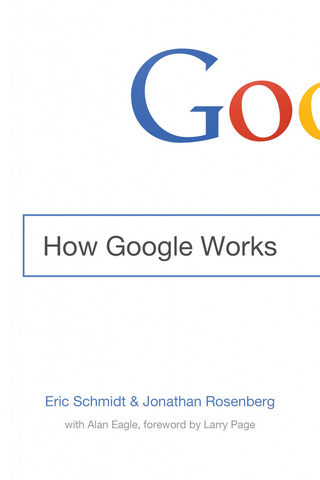 Goo
How Google Works
Eric Schmidt & Jonathan Rosenberg
with Alan Eagle, foreword by Larry Page